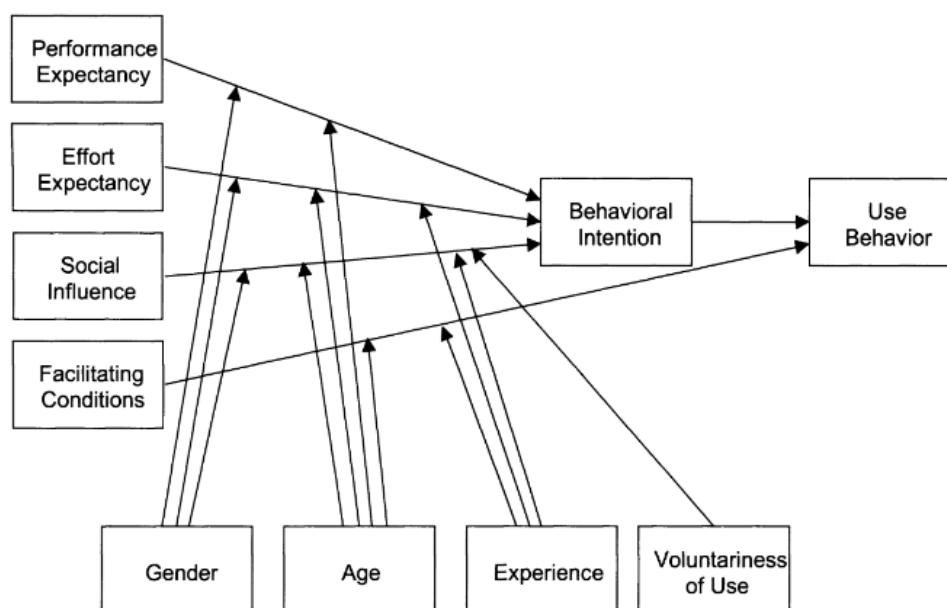 Performance
Expectancy
Effort
Expectancy
Social
Influence
Facilitating
Conditions
Behavioral
Intention
Use
Behavior
Gender
Age
Experience
Voluntariness
of Use